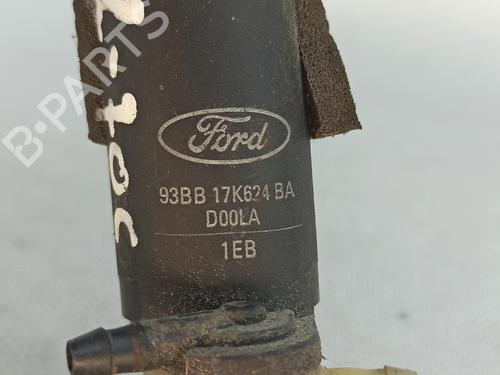 Ford
93BB 17K624 BA
D00LA
1EB
B-PARTS